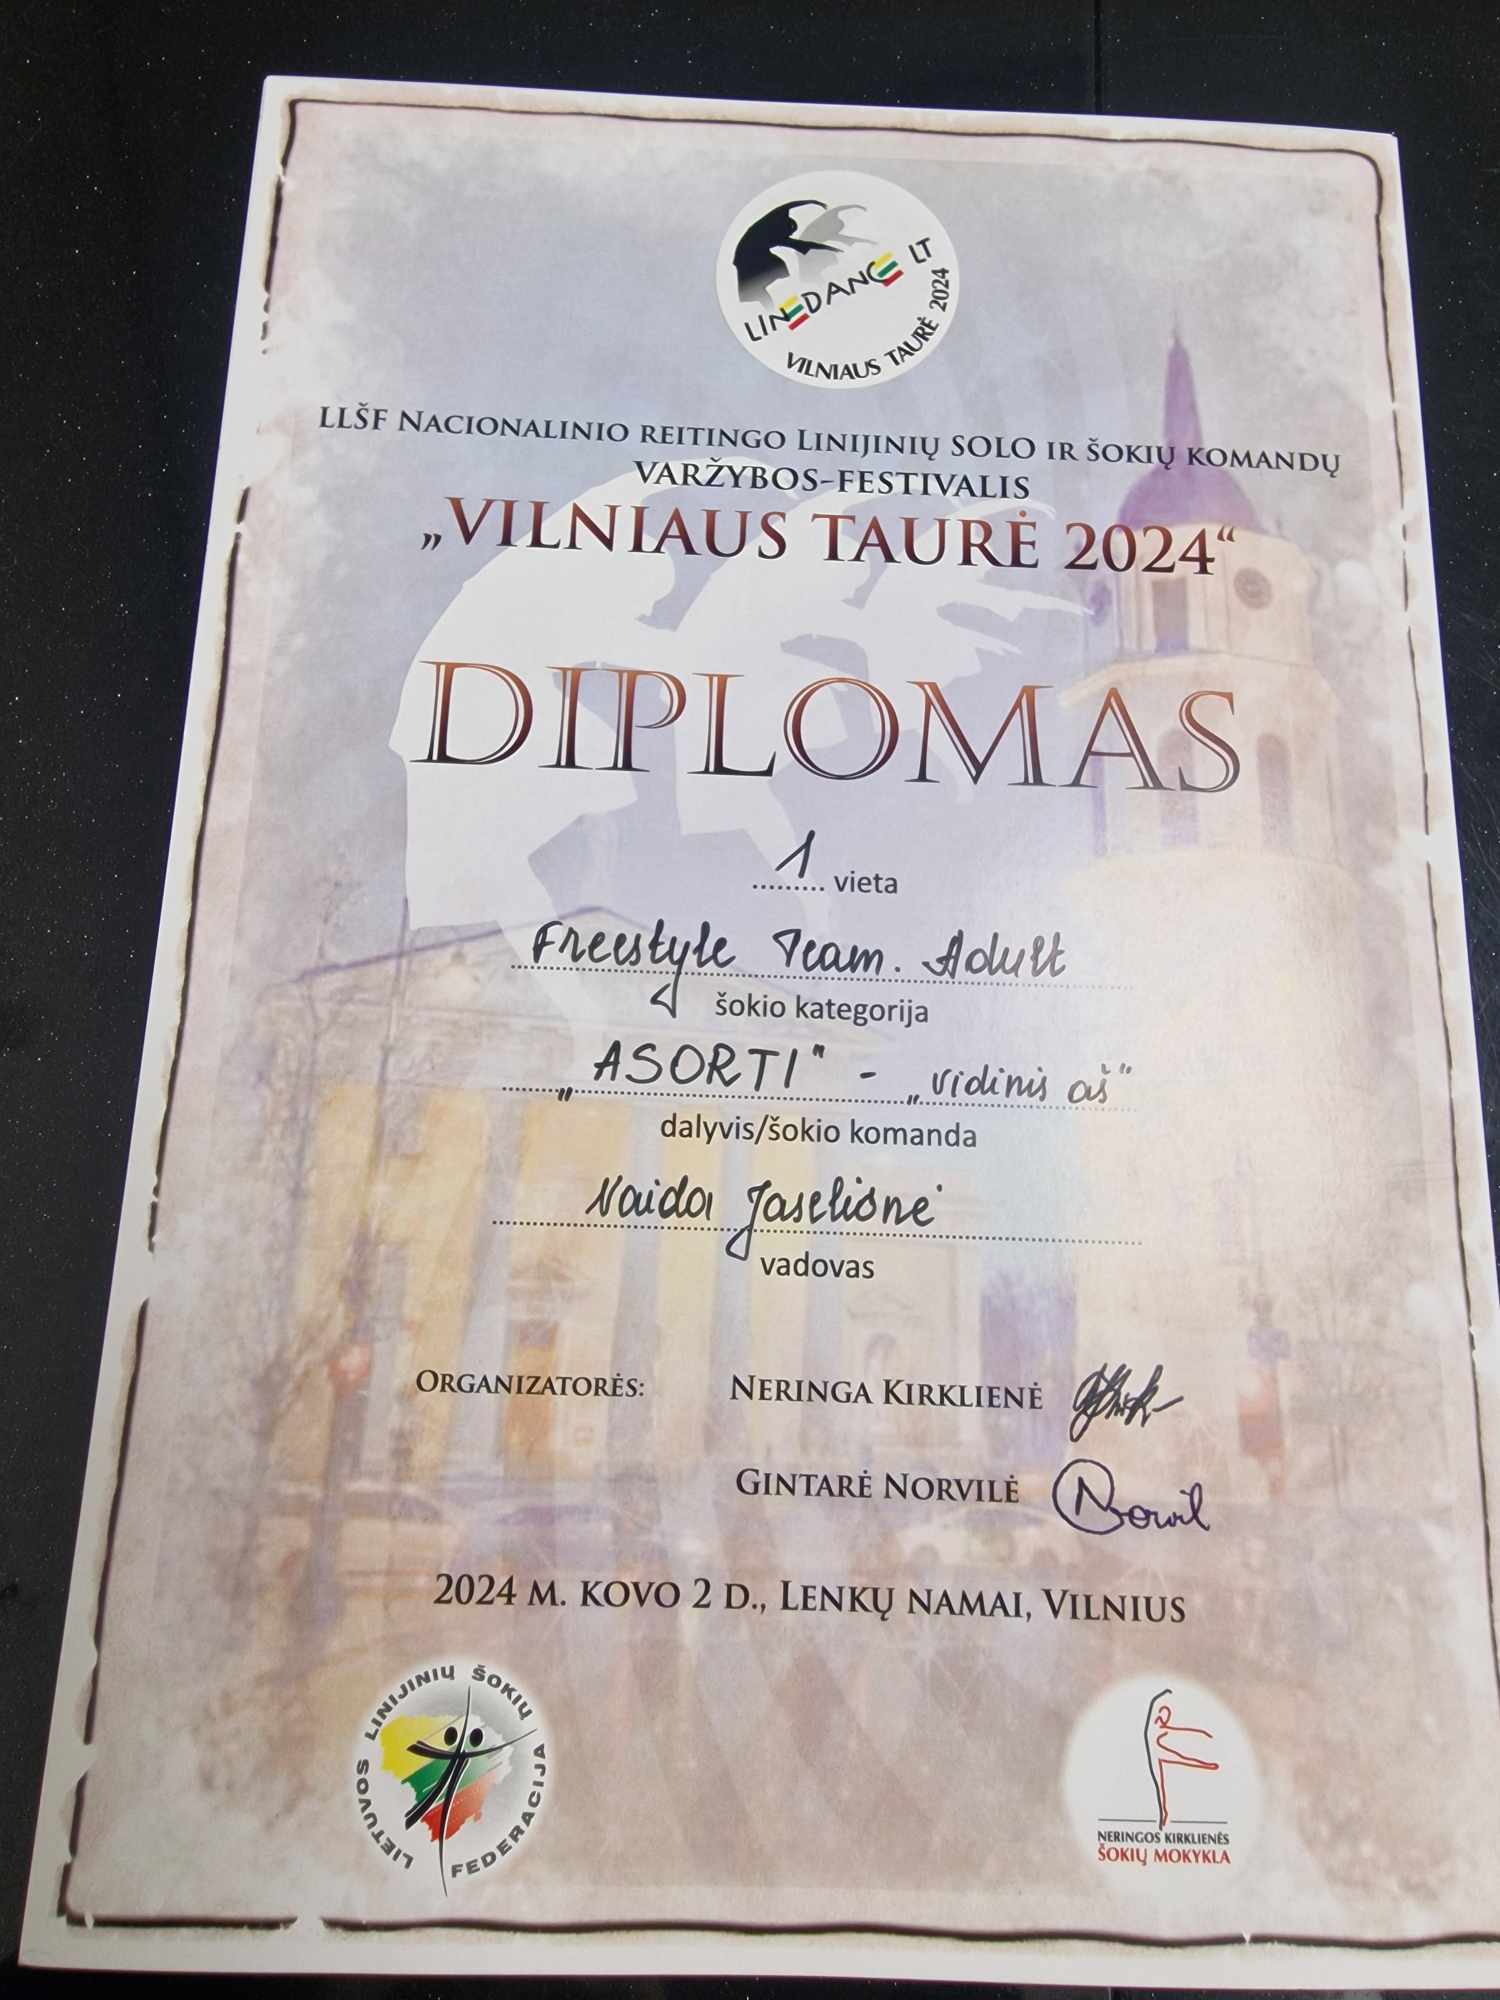 LINEDANCE LT
VILNIAUS TAURĖ 2024
LLŠF NACIONALINIO REITINGO LINIJINIŲ SOLO IR ŠOKIŲ KOMANDŲ
VARŽYBOS-FESTIVALIS
„VILNIAUS TAURĖ 2024“
DIPLOMAS
1 vieta
Freestyle Team. Adult
šokio kategorija
„ASORTI" - „vidinis aš"
dalyvis/šokio komanda
Naida Jaselionė
vadovas
ORGANIZATORĖS: NERINGA KIRKLIENĖ
GINTARĖ NORVILĖ
2024 M. KOVO 2 D., LENKŲ NAMAI, VILNIUS
LIETUVOS LINIJINIŲ ŠOKIŲ FEDERACIJA
NERINGOS KIRKLIENĖS
ŠOKIŲ MOKYKLA